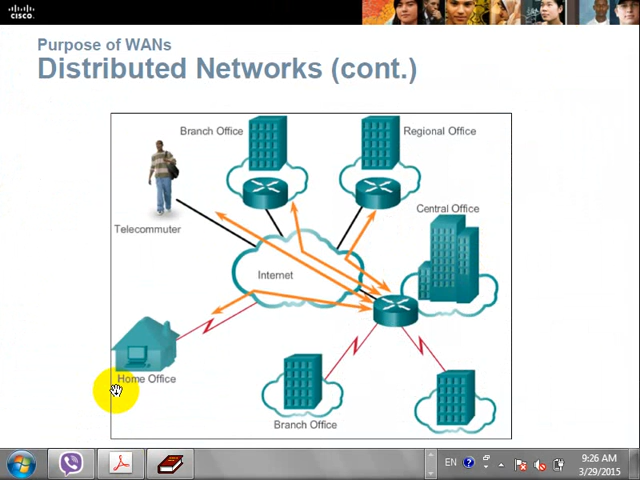 CISCO
Purpose of WANs
Distributed Networks (cont.)
Branch Office
Regional Office
Telecommuter
Central Office
Internet
Home Office
Branch Office
EN
9:26 AM
3/29/2015